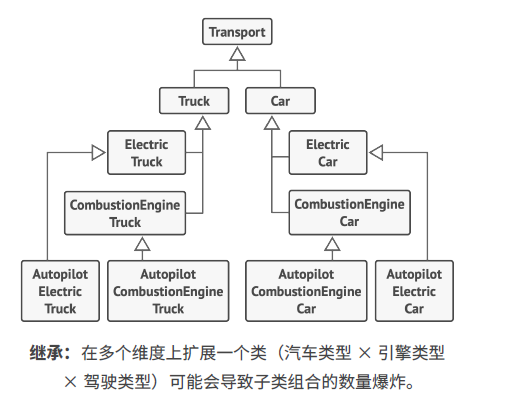 Transport
Truck
Car
Electric
Truck
Electric
Car
CombustionEngine
Truck
CombustionEngine
Car
Autopilot
Electric
Truck
Autopilot
CombustionEngine
Truck
Autopilot
CombustionEngine
Car
Autopilot
Electric
Car
继承：在多个维度上扩展一个类（汽车类型 × 引擎类型
× 驾驶类型）可能会导致子类组合的数量爆炸。